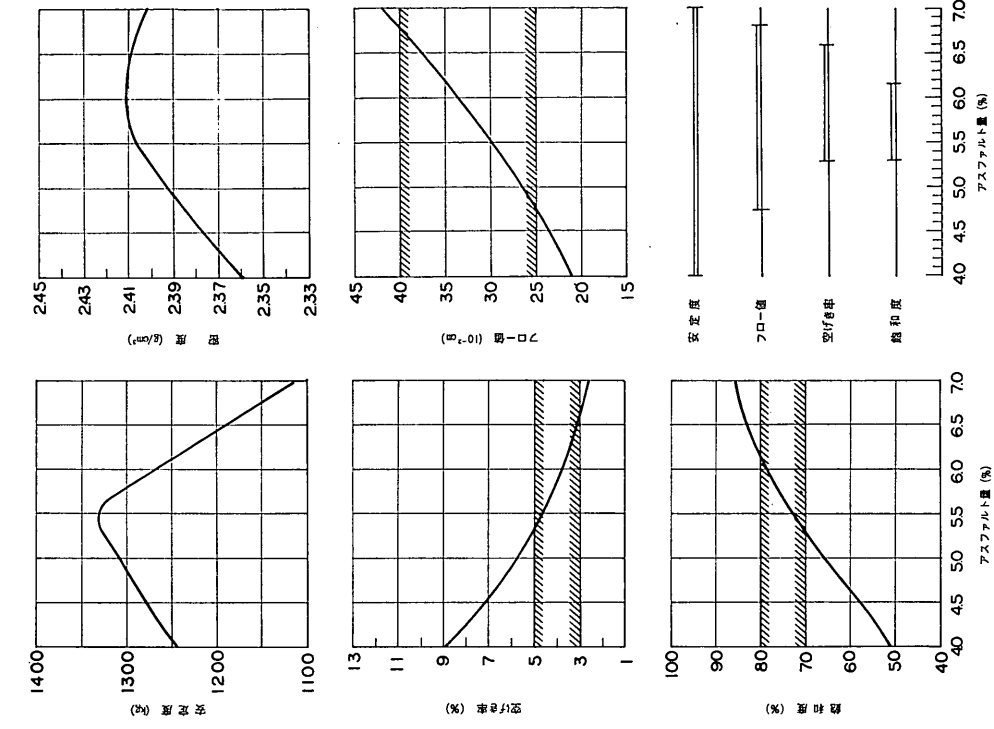 1400
1300
1200
1100
安定度 (kg)
2.45
2.43
2.41
2.39
2.37
2.35
2.33
密度 (g/cm³)
13
11
9
7
5
3
1
空げき率 (%)
45
40
35
30
25
20
15
フロー値 (10⁻²cm)
100
90
80
70
60
50
40
飽和度 (%)
4.0 4.5 5.0 5.5 6.0 6.5 7.0
アスファルト量 (%)
安定度
フロー値
空げき率
飽和度
4.0 4.5 5.0 5.5 6.0 6.5 7.0
アスファルト量 (%)